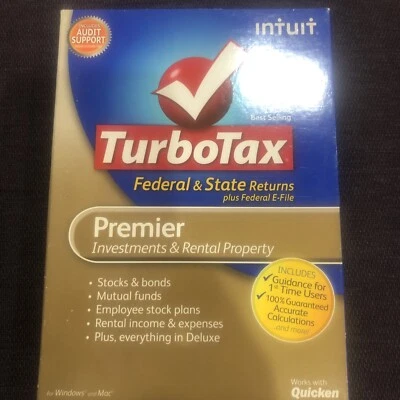 AUDIT
SUPPORT
intuit
Best Selling
TurboTax
Federal & State Returns
plus Federal E-File
Premier
Investments & Rental Property
• Stocks & bonds
• Mutual funds
• Employee stock plans
• Rental income & expenses
• Plus, everything in Deluxe
INCLUDES
Guidance for
1st Time Users
100% Guaranteed
Accurate
Calculations
...and more!
for Windows® and Mac®
Works with
Quicken